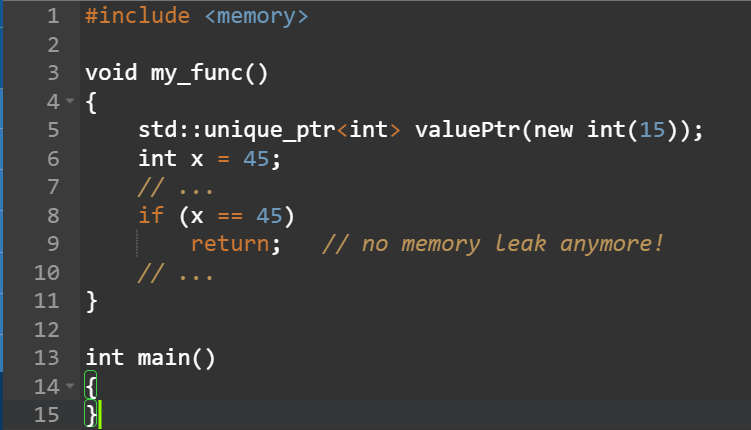 1 #include <memory>
2
3 void my_func()
4 {
5     std::unique_ptr<int> valuePtr(new int(15));
6     int x = 45;
7     // ...
8     if (x == 45)
9         return;   // no memory leak anymore!
10     // ...
11 }
12
13 int main()
14 {
15 }